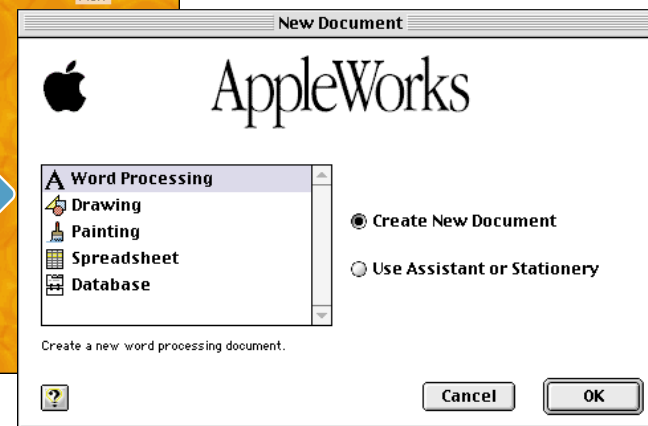 New Document
AppleWorks
Word Processing
Drawing
Painting
Spreadsheet
Database
Create New Document
Use Assistant or Stationery
Create a new word processing document.
?
Cancel
OK